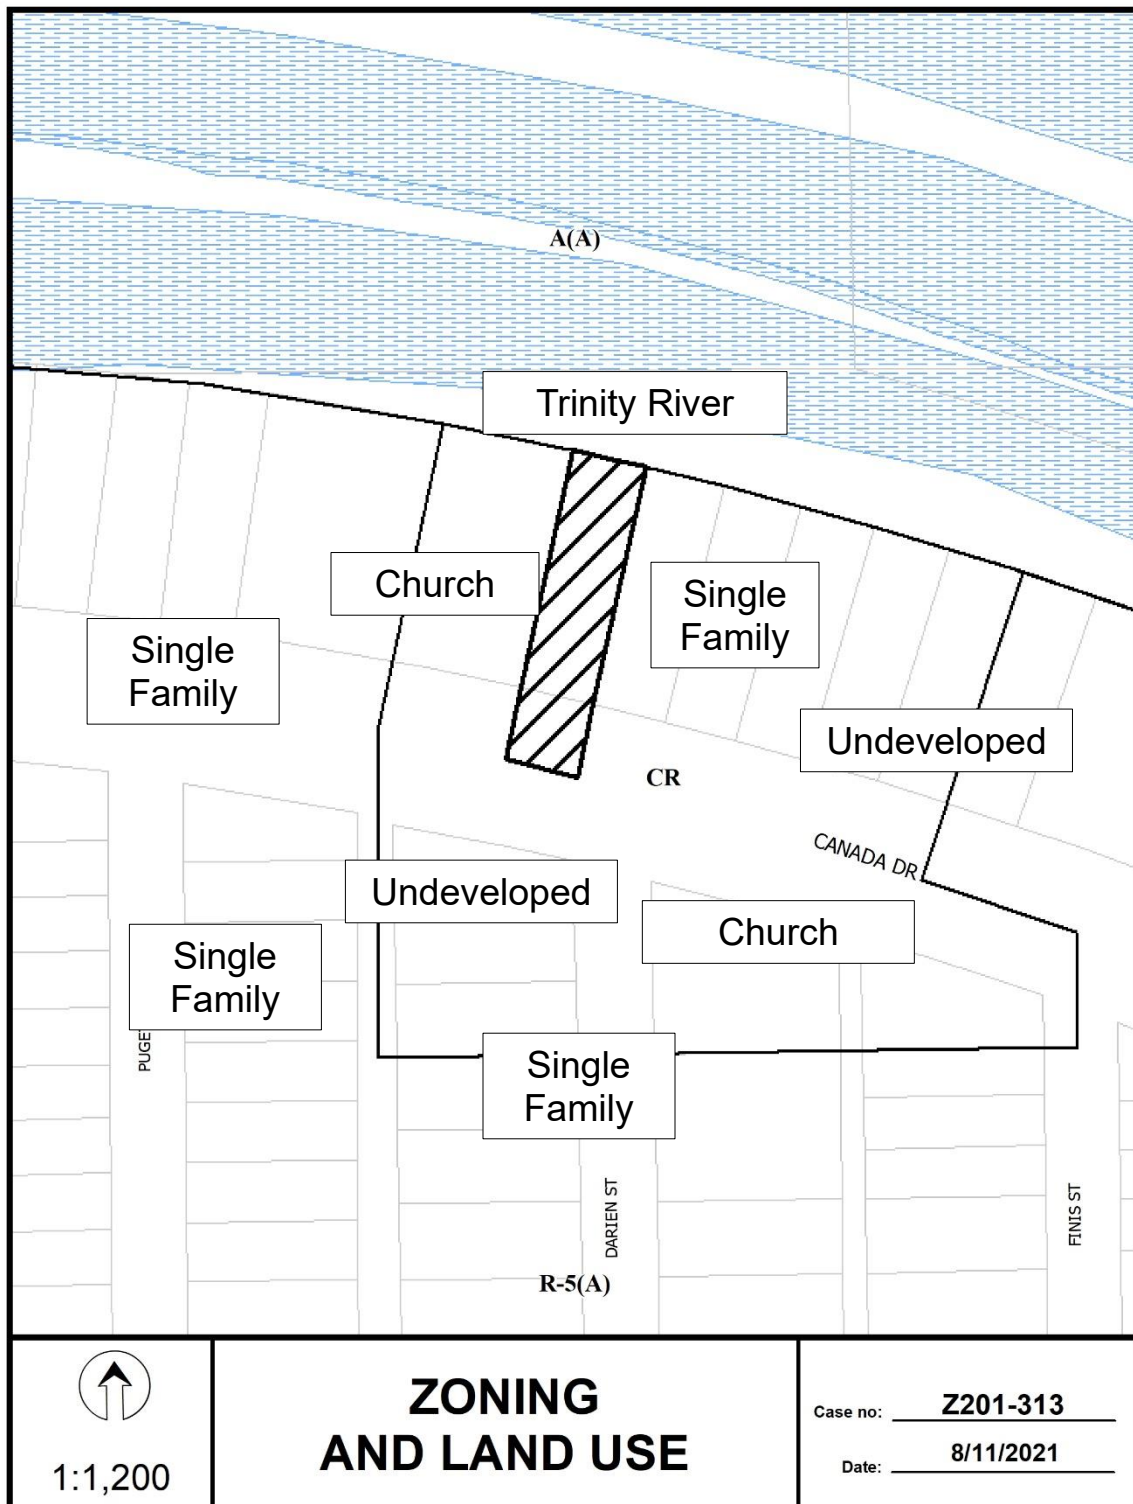 A(A)
Trinity River
Church
Single
Family
Single
Family
Undeveloped
CR
CANADA DR
Undeveloped
Church
Single
Family
Single
Family
DARIEN ST
FINIS ST
R-5(A)
1:1,200
ZONING
AND LAND USE
Case no: Z201-313
Date: 8/11/2021